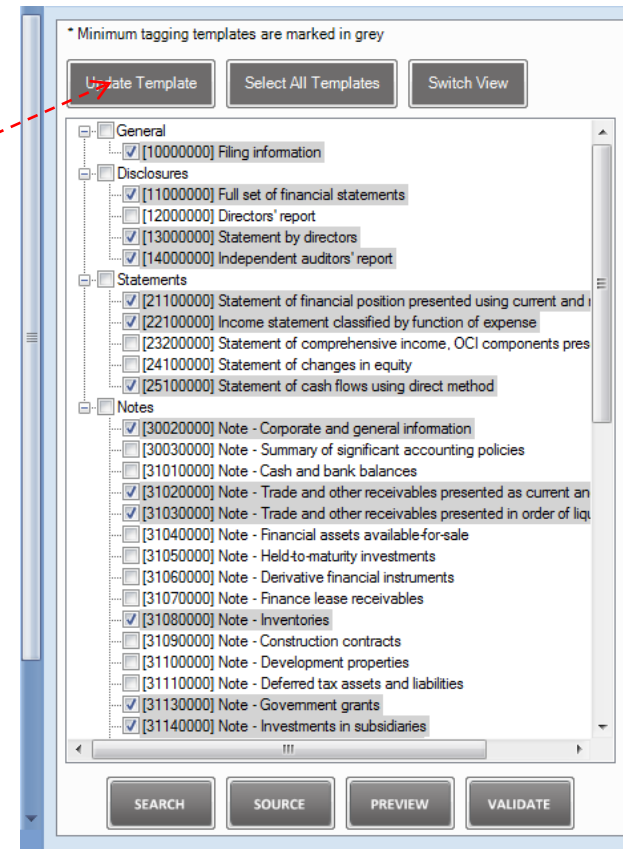 * Minimum tagging templates are marked in grey
Update Template Select All Templates Switch View
General
[10000000] Filing information
Disclosures
[11000000] Full set of financial statements
[12000000] Directors' report
[13000000] Statement by directors
[14000000] Independent auditors' report
Statements
[21100000] Statement of financial position presented using current and
[22100000] Income statement classified by function of expense
[23200000] Statement of comprehensive income, OCI components pres
[24100000] Statement of changes in equity
[25100000] Statement of cash flows using direct method
Notes
[30020000] Note - Corporate and general information
[30030000] Note - Summary of significant accounting policies
[31010000] Note - Cash and bank balances
[31020000] Note - Trade and other receivables presented as current an
[31030000] Note - Trade and other receivables presented in order of liqu
[31040000] Note - Financial assets available-for-sale
[31050000] Note - Held-to-maturity investments
[31060000] Note - Derivative financial instruments
[31070000] Note - Finance lease receivables
[31080000] Note - Inventories
[31090000] Note - Construction contracts
[31100000] Note - Development properties
[31110000] Note - Deferred tax assets and liabilities
[31130000] Note - Government grants
[31140000] Note - Investments in subsidiaries
SEARCH SOURCE PREVIEW VALIDATE